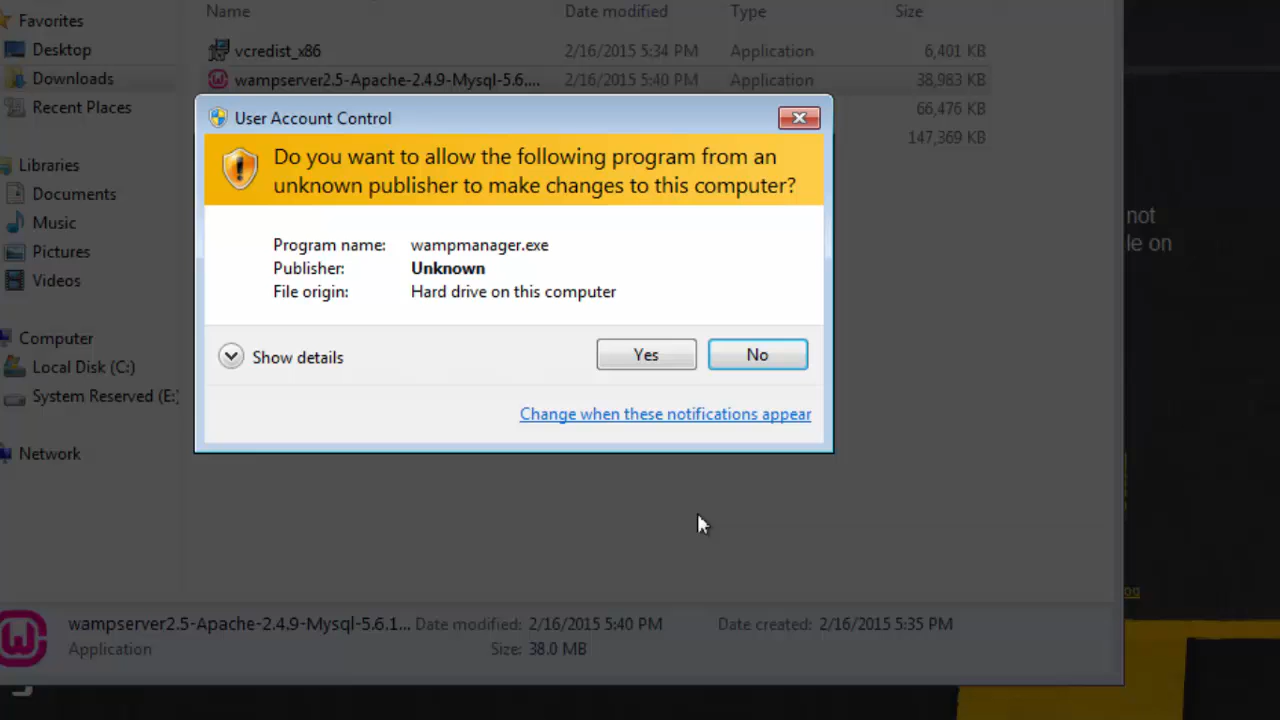 Favorites
Desktop
Downloads
Recent Places
Libraries
Documents
Music
Pictures
Videos
Computer
Local Disk (C:)
System Reserved (E:
Network
Name Date modified Type Size
vcredist_x86 2/16/2015 5:34 PM Application 6,401 KB
wampserver2.5-Apache-2.4.9-Mysql-5.6.... 2/16/2015 5:40 PM Application 38,983 KB
66,476 KB
147,369 KB
User Account Control
Do you want to allow the following program from an
unknown publisher to make changes to this computer?
Program name: wampmanager.exe
Publisher: Unknown
File origin: Hard drive on this computer
Show details
Yes No
Change when these notifications appear
not
le on
wampserver2.5-Apache-2.4.9-Mysql-5.6.1... Date modified: 2/16/2015 5:40 PM Date created: 2/16/2015 5:35 PM
Application Size: 38.0 MB